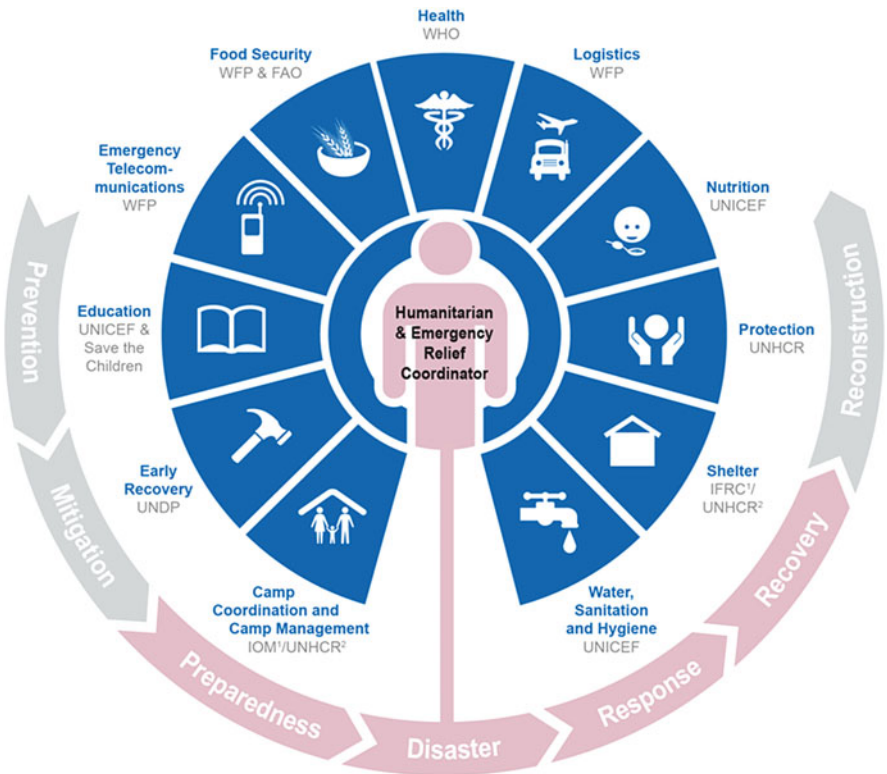 Health
WHO
Logistics
WFP
Nutrition
UNICEF
Protection
UNHCR
Shelter
IFRC¹/
UNHCR²
Water,
Sanitation
and Hygiene
UNICEF
Camp
Coordination and
Camp Management
IOM¹/UNHCR²
Early
Recovery
UNDP
Education
UNICEF &
Save the
Children
Emergency
Telecom-
munications
WFP
Food Security
WFP & FAO
Humanitarian
& Emergency
Relief
Coordinator
Prevention
Mitigation
Preparedness
Disaster
Response
Recovery
Reconstruction